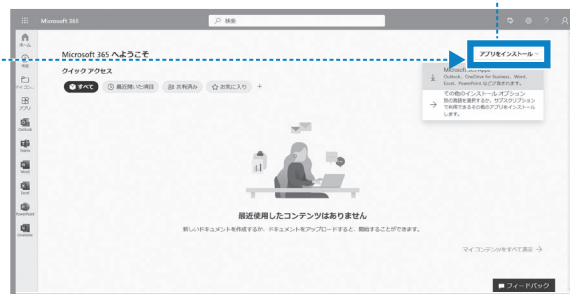 Microsoft 365
検索
ホーム
作成
マイ コン...
アプリ
Outlook
Teams
Word
Excel
PowerPoint
OneNote
Microsoft 365 へようこそ
アプリをインストール
Microsoft 365 Apps
Outlook、OneDrive for Business、Word、
Excel、PowerPoint などが含まれます。
その他のインストール オプション
別の言語を選択するか、サブスクリプション
で利用できるその他のアプリをインストール
します。
クイック アクセス
すべて
最近開いた項目
共有済み
お気に入り
最近使用したコンテンツはありません
新しいドキュメントを作成するか、ドキュメントをアップロードすると、開始することができます。
マイ コンテンツをすべて表示
フィードバック